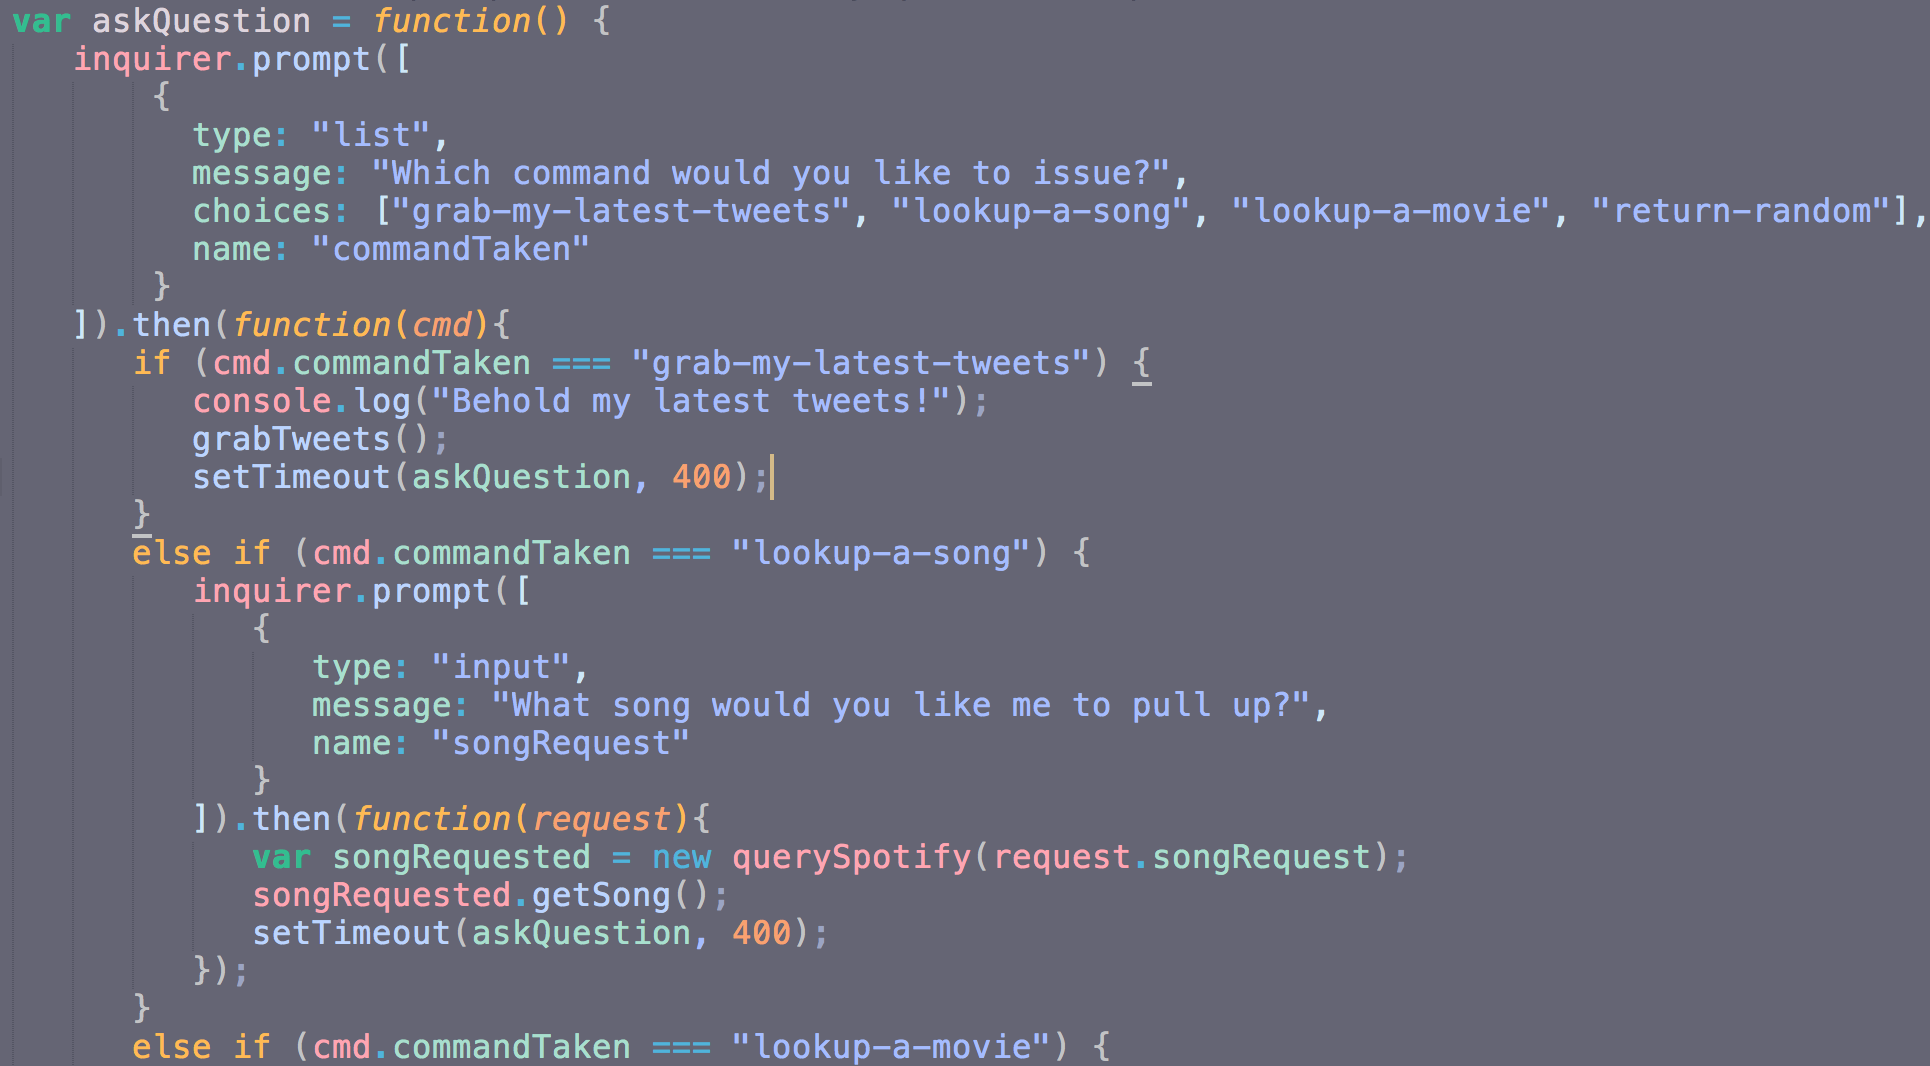 var askQuestion = function() {
inquirer.prompt([
{
type: "list",
message: "Which command would you like to issue?",
choices: ["grab-my-latest-tweets", "lookup-a-song", "lookup-a-movie", "return-random"],
name: "commandTaken"
}
]).then(function(cmd){
if (cmd.commandTaken === "grab-my-latest-tweets") {
console.log("Behold my latest tweets!");
grabTweets();
setTimeout(askQuestion, 400);
}
else if (cmd.commandTaken === "lookup-a-song") {
inquirer.prompt([
{
type: "input",
message: "What song would you like me to pull up?",
name: "songRequest"
}
]).then(function(request){
var songRequested = new querySpotify(request.songRequest);
songRequested.getSong();
setTimeout(askQuestion, 400);
});
}
else if (cmd.commandTaken === "lookup-a-movie") {